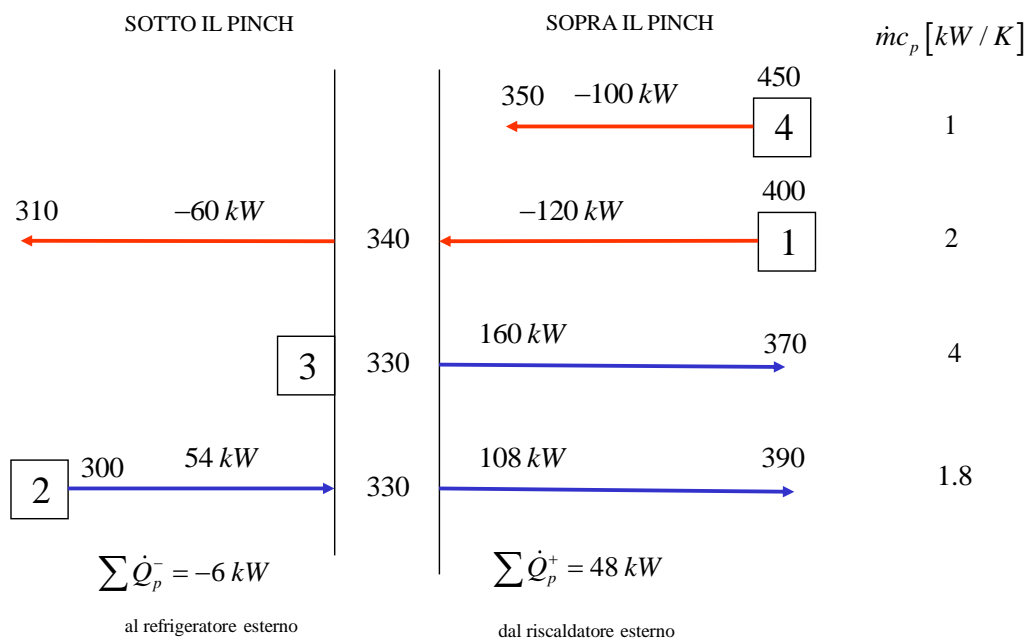 SOTTO IL PINCH
SOPRA IL PINCH
ṁc_p [kW / K]
350
−100 kW
450
4
1
310
−60 kW
340
−120 kW
400
1
2
3
330
160 kW
370
4
2
300
54 kW
330
108 kW
390
1.8
∑ Q̇_p^- = −6 kW
∑ Q̇_p^+ = 48 kW
al refrigeratore esterno
dal riscaldatore esterno